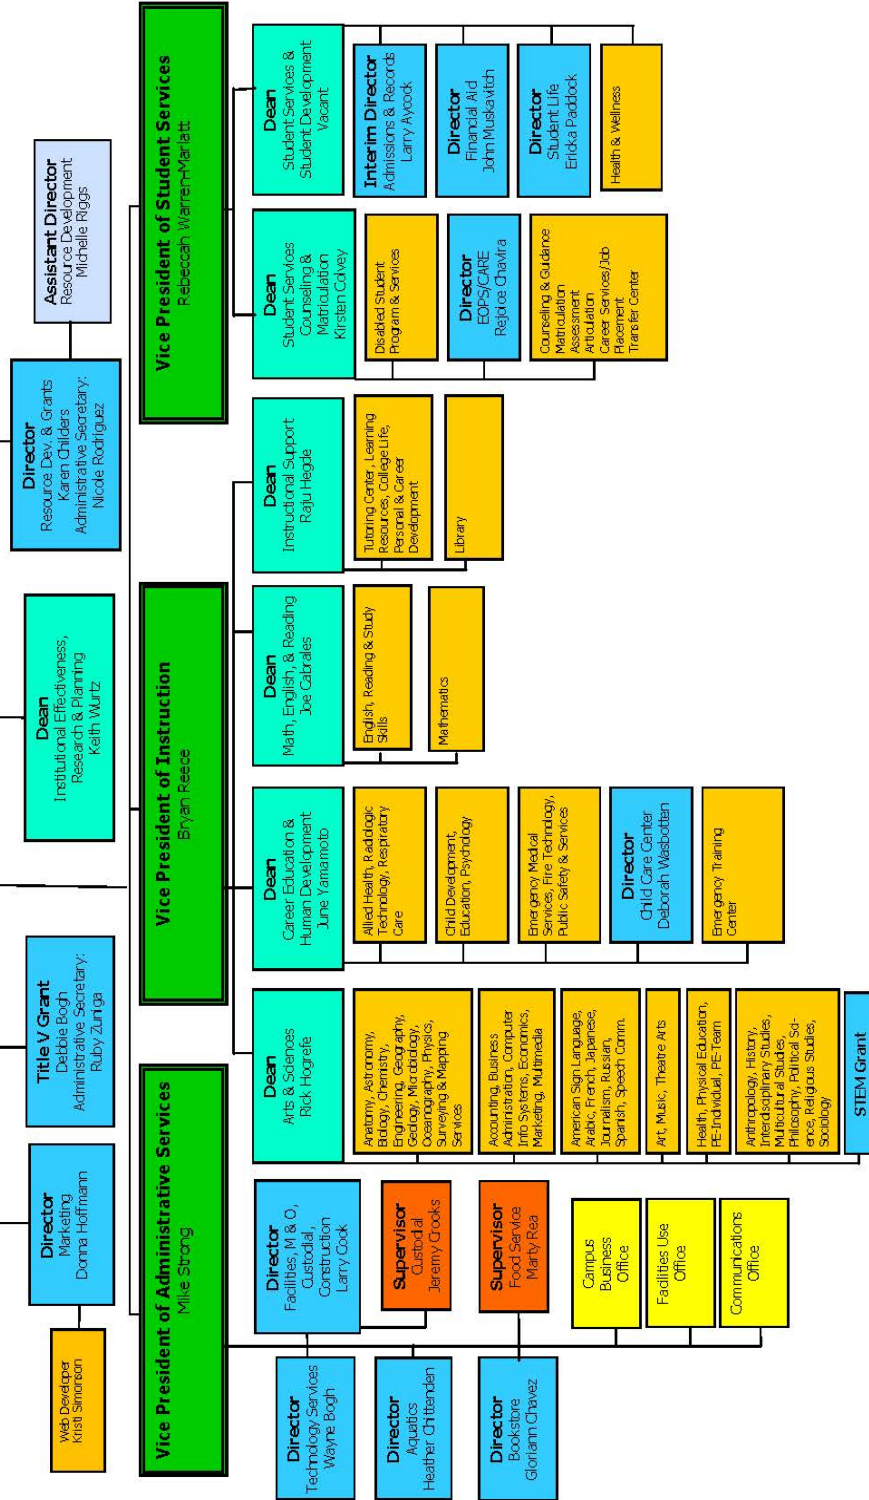 Web Developer
Kristi Simonson
Director
Marketing
Donna Hoffmann
Title V Grant
Debbie Bogh
Administrative Secretary:
Ruby Zuniga
Dean
Institutional Effectiveness,
Research & Planning
Keith Wurtz
Director
Resource Dev. & Grants
Karen Childers
Administrative Secretary:
Nicole Rodriguez
Assistant Director
Resource Development
Michelle Riggs
Vice President of Administrative Services
Mike Strong
Vice President of Instruction
Bryan Reece
Vice President of Student Services
Rebeccah Warren-Marlatt
Director
Technology Services
Wayne Bogh
Director
Facilities, M & O,
Custodial,
Construction
Larry Cook
Supervisor
Custodial
Jeremy Crooks
Director
Aquatics
Heather Chittenden
Supervisor
Food Service
Marty Rea
Director
Bookstore
Gloriann Chavez
Campus
Business
Office
Facilities Use
Office
Communications
Office
Dean
Arts & Sciences
Rick Hogrefe
Anatomy, Astronomy,
Biology, Chemistry,
Engineering, Geography,
Geology, Microbiology,
Oceanography, Physics,
Surveying & Mapping
Services
Accounting, Business
Administration, Computer
Info Systems, Economics,
Marketing, Multimedia
American Sign Language,
Arabic, French, Japanese,
Journalism, Russian,
Spanish, Speech Comm.
Art, Music, Theatre Arts
Health, Physical Education,
PE-Individual, PE-Team
Anthropology, History,
Interdisciplinary Studies,
Multicultural Studies,
Philosophy, Political Sci-
ence, Religious Studies,
Sociology
STEM Grant
Dean
Career Education &
Human Development
June Yamamoto
Allied Health, Radiologic
Technology, Respiratory
Care
Child Development,
Education, Psychology
Emergency Medical
Services, Fire Technology,
Public Safety & Services
Director
Child Care Center
Deborah Wasbotten
Emergency Training
Center
Dean
Math, English, & Reading
Joe Cabrales
English, Reading & Study
Skills
Mathematics
Dean
Instructional Support
Raju Hegde
Tutoring Center, Learning
Resources, College Life,
Personal & Career
Development
Library
Dean
Student Services
Counseling &
Matriculation
Kirsten Colvey
Disabled Student
Program & Services
Director
EOPS/CARE
Rejoice Chavira
Counseling & Guidance
Matriculation
Assessment
Articulation
Career Services/Job
Placement
Transfer Center
Dean
Student Services &
Student Development
Vacant
Interim Director
Admissions & Records
Larry Aycock
Director
Financial Aid
John Muskavitch
Director
Student Life
Ericka Paddock
Health & Wellness